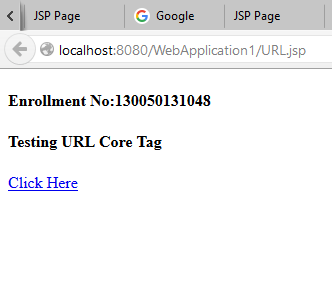 JSP Page Google JSP Page
localhost:8080/WebApplication1/URL.jsp
Enrollment No:130050131048
Testing URL Core Tag
Click Here